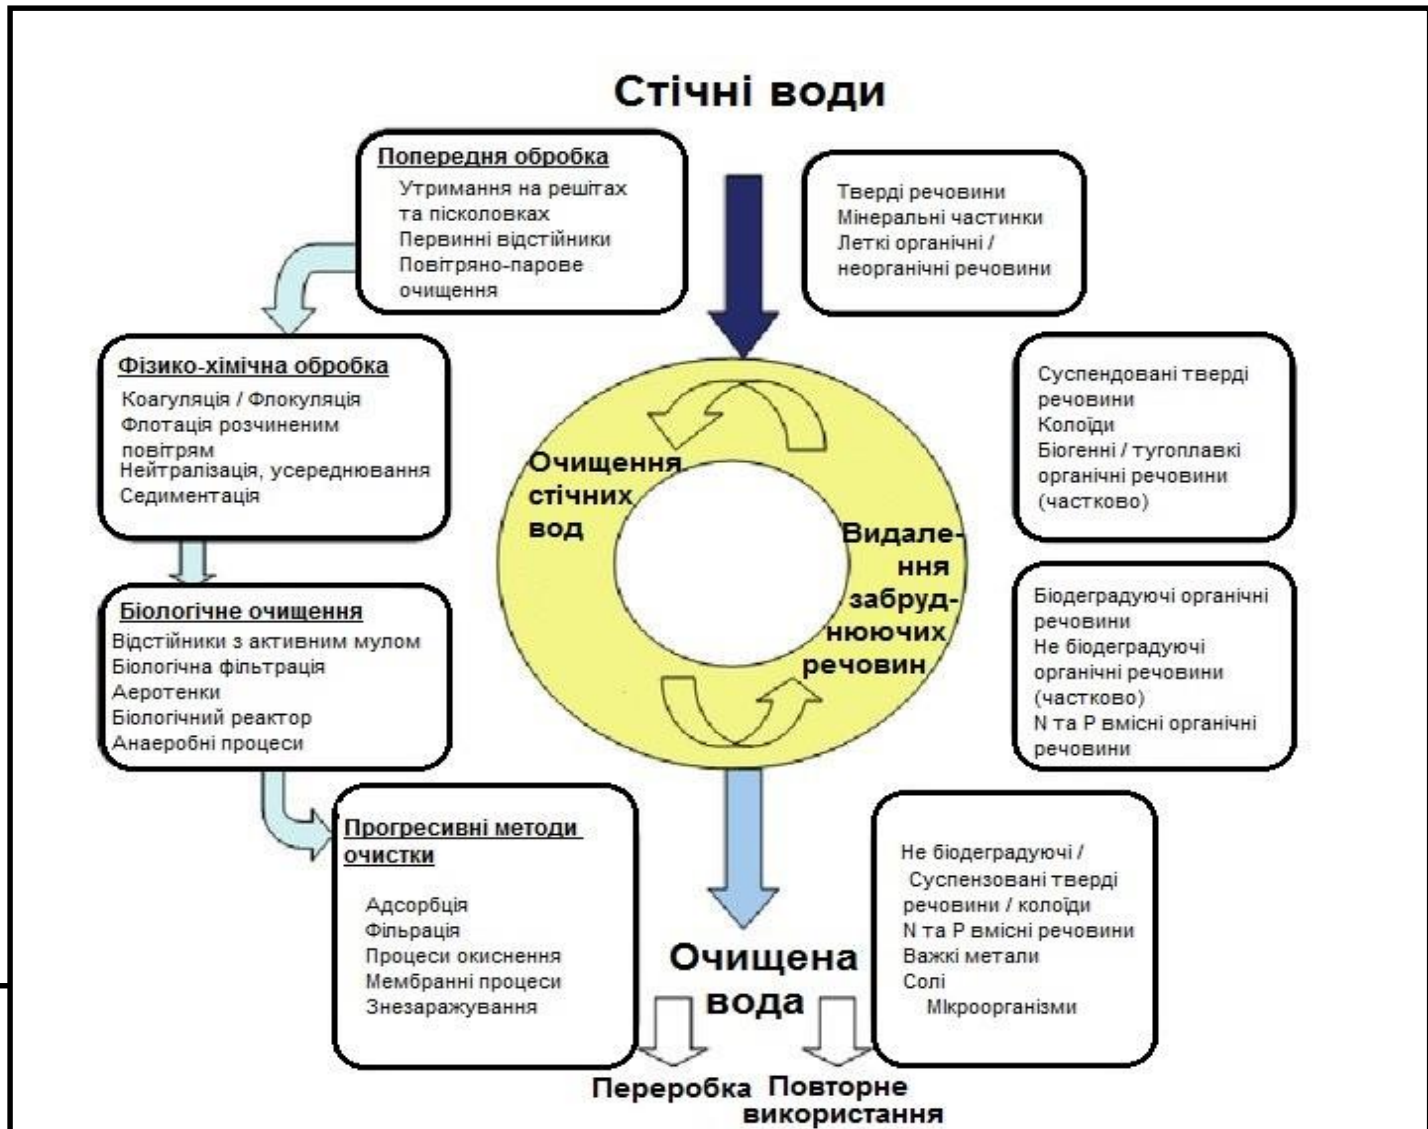 Стічні води
Попередня обробка
Утримання на решітах
та пісколовках
Первинні відстійники
Повітряно-парове
очищення
Тверді речовини
Мінеральні частинки
Леткі органічні /
неорганічні речовини
Фізико-хімічна обробка
Коагуляція / Флокуляція
Флотація розчиненим
повітрям
Нейтралізація, усереднювання
Седиментація
Суспендовані тверді
речовини
Колоїди
Біогенні / тугоплавкі
органічні речовини
(частково)
Очищення
стічних
вод
Видале-
ння
забруд-
нюючих
речовин
Біологічне очищення
Відстійники з активним мулом
Біологічна фільтрація
Аеротенки
Біологічний реактор
Анаеробні процеси
Біодеградуючі органічні
речовини
Не біодеградуючі
органічні речовини
(частково)
N та P вмісні органічні
речовини
Прогресивні методи
очистки
Адсорбція
Фільрація
Процеси окиснення
Мембранні процеси
Знезаражування
Не біодеградуючі /
Суспензовані тверді
речовини / колоїди
N та P вмісні речовини
Важкі метали
Солі
Мікроорганізми
Очищена
вода
Переробка
Повторне
використання